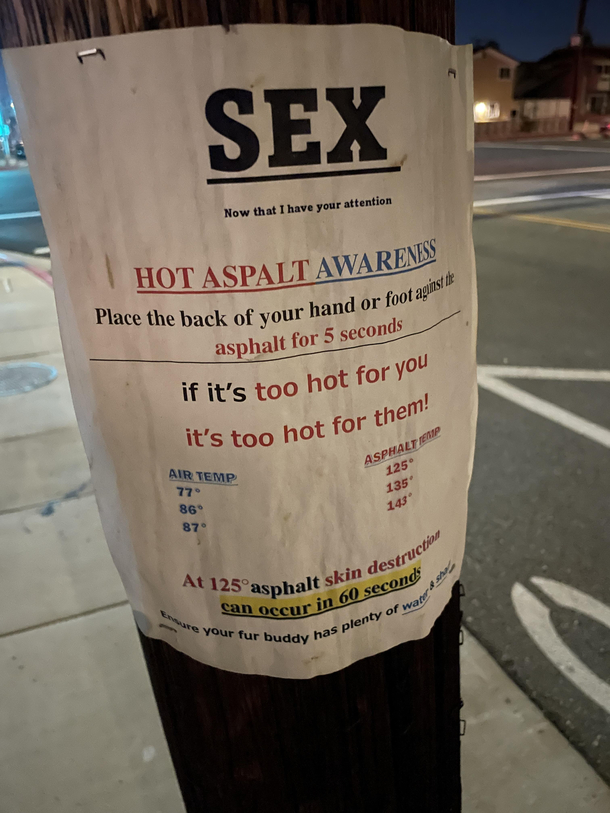 SEX
Now that I have your attention
HOT ASPALT AWARENESS
Place the back of your hand or foot against the
asphalt for 5 seconds
if it's too hot for you
it's too hot for them!
AIR TEMP ASPHALT TEMP
77° 125°
86° 135°
87° 143°
At 125° asphalt skin destruction
can occur in 60 seconds
Ensure your fur buddy has plenty of water &